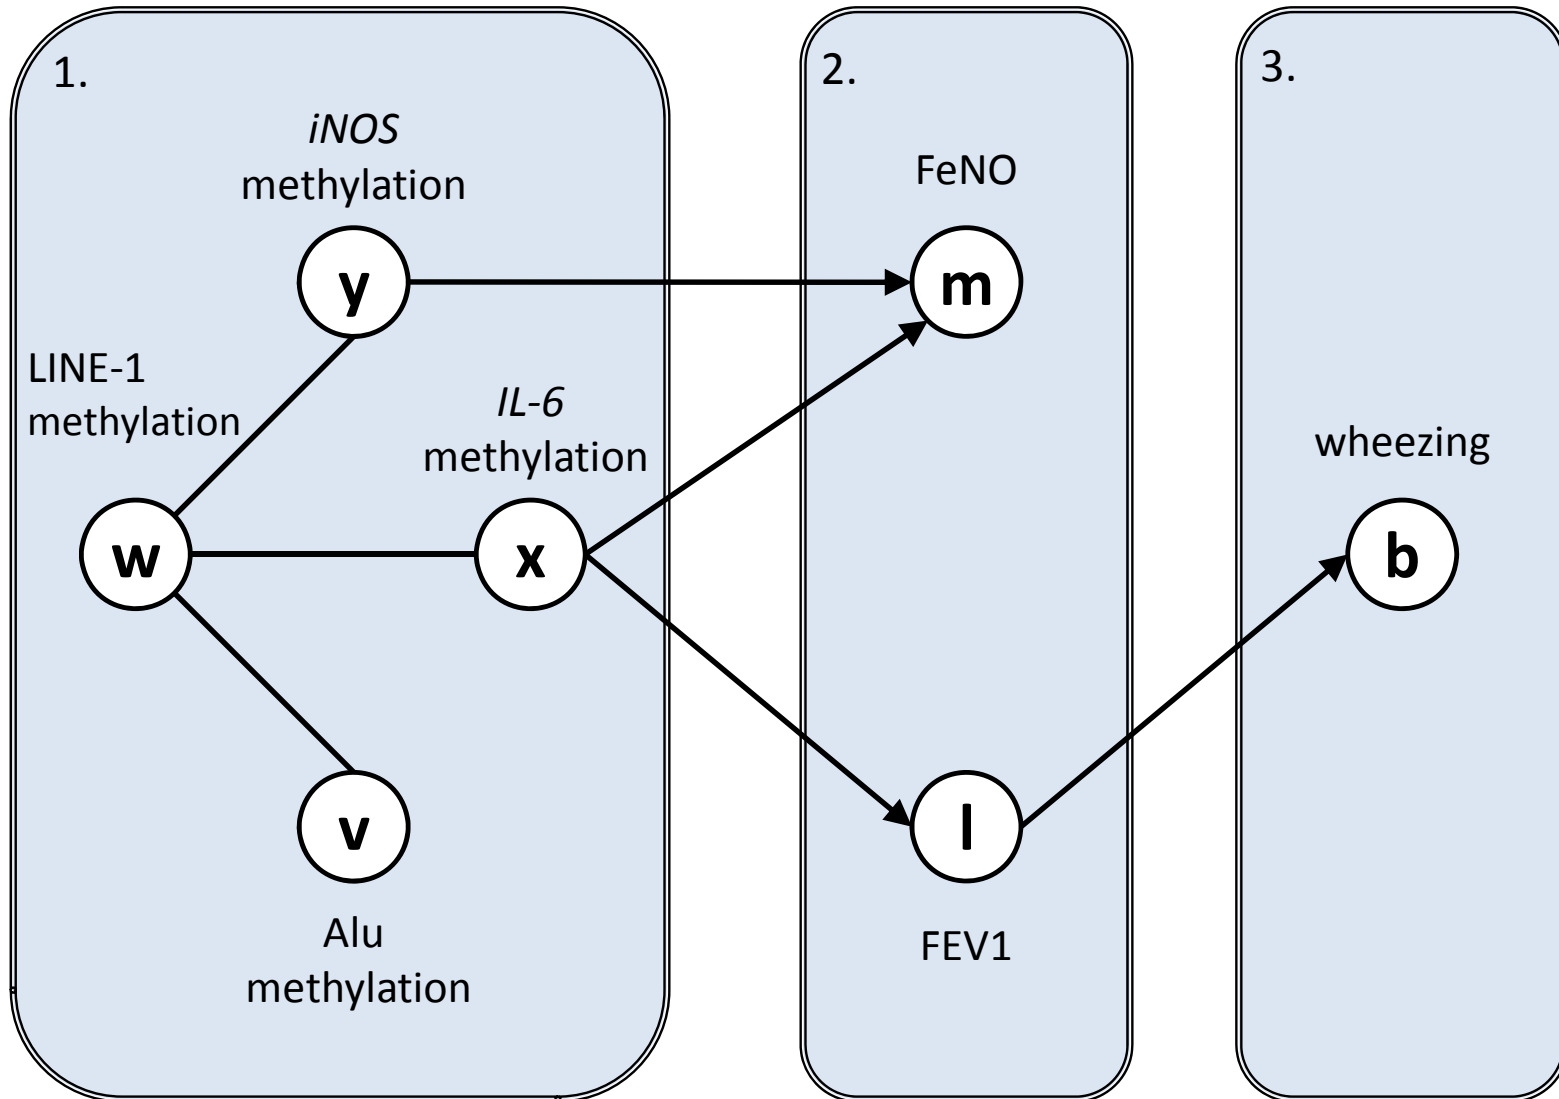 1.
iNOS
methylation
y
LINE-1
methylation
IL-6
methylation
w
x
v
Alu
methylation
2.
FeNO
m
l
FEV1
3.
wheezing
b